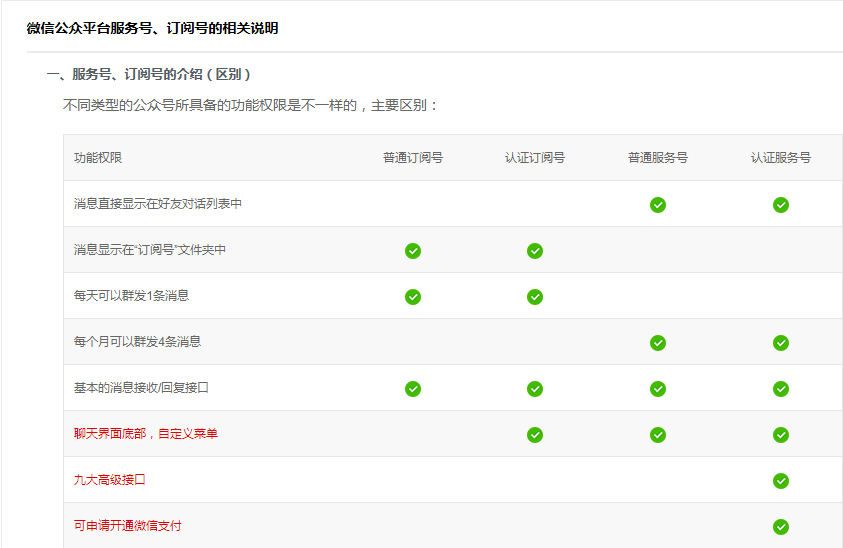 微信公众平台服务号、订阅号的相关说明
一、服务号、订阅号的介绍（区别）
不同类型的公众号所具备的功能权限是不一样的，主要区别：
功能权限 普通订阅号 认证订阅号 普通服务号 认证服务号
消息直接显示在好友对话列表中
消息显示在“订阅号”文件夹中
每天可以群发1条消息
每个月可以群发4条消息
基本的消息接收/回复接口
聊天界面底部，自定义菜单
九大高级接口
可申请开通微信支付